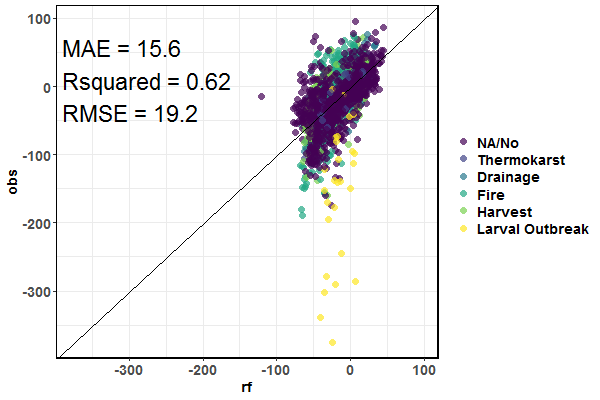 MAE = 15.6
Rsquared = 0.62
RMSE = 19.2
100
0
-100
-200
-300
obs
-300
-200
-100
0
100
rf
NA/No
Thermokarst
Drainage
Fire
Harvest
Larval Outbreak